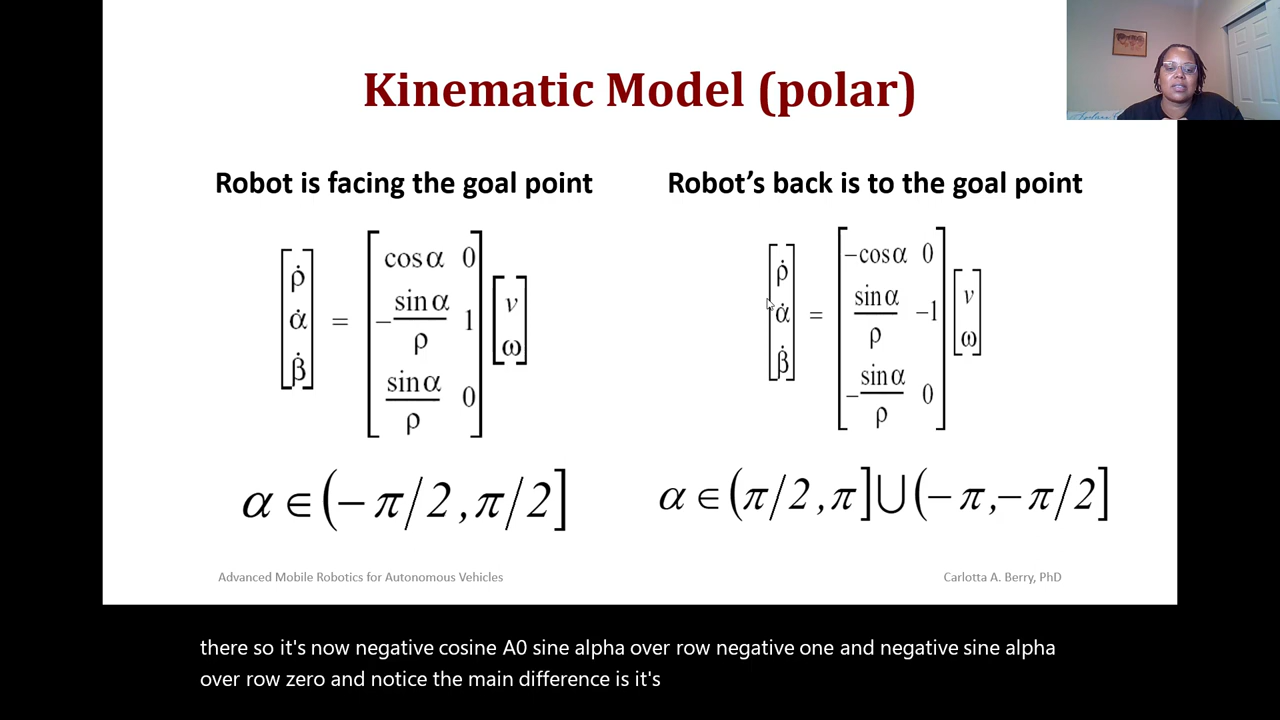 Kinematic Model (polar)
Robot is facing the goal point
[ρ̇ α̇ β̇] = [cosα 0; −sinα/ρ 1; sinα/ρ 0] [v ω]
α ∈ (−π/2, π/2]
Robot's back is to the goal point
[ρ̇ α̇ β̇] = [−cosα 0; sinα/ρ −1; −sinα/ρ 0] [v ω]
α ∈ (π/2, π] ∪ (−π, −π/2]
Advanced Mobile Robotics for Autonomous Vehicles
Carlotta A. Berry, PhD
there so it's now negative cosine A0 sine alpha over row negative one and negative sine alpha
over row zero and notice the main difference is it's